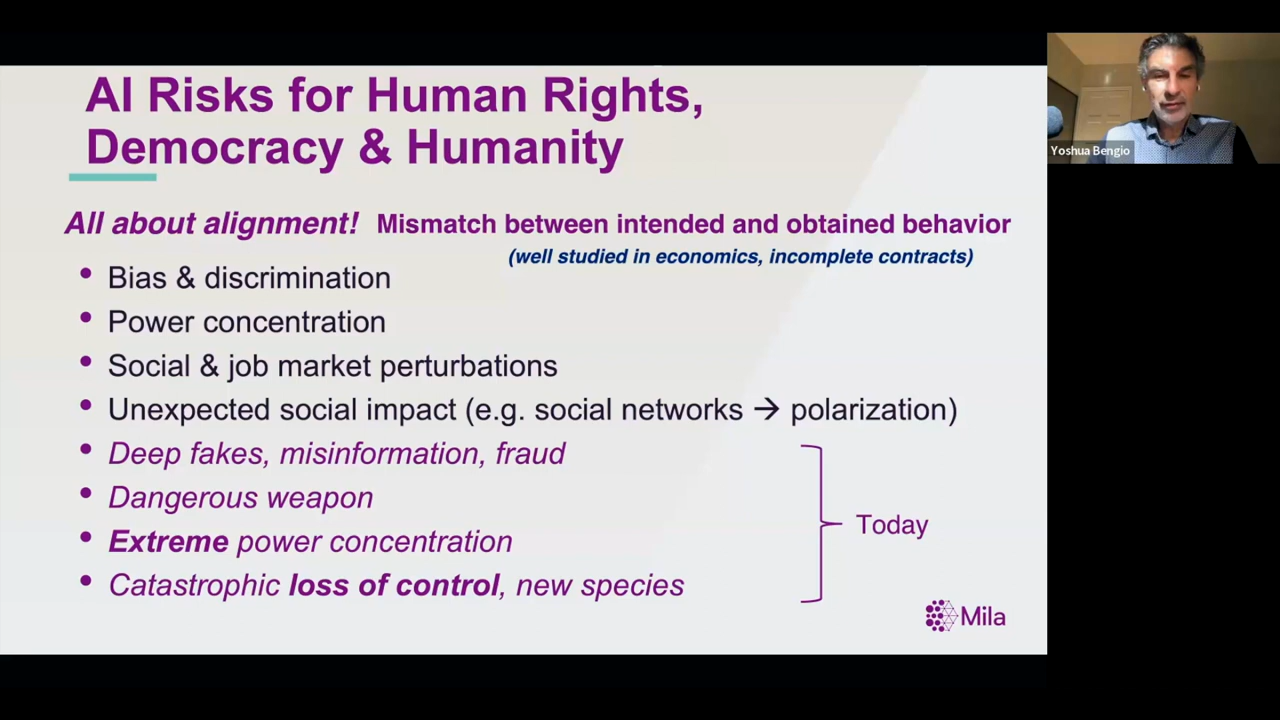 AI Risks for Human Rights,
Democracy & Humanity
All about alignment! Mismatch between intended and obtained behavior
(well studied in economics, incomplete contracts)
• Bias & discrimination
• Power concentration
• Social & job market perturbations
• Unexpected social impact (e.g. social networks → polarization)
• Deep fakes, misinformation, fraud
• Dangerous weapon
• Extreme power concentration
• Catastrophic loss of control, new species
Today
Mila
Yoshua Bengio